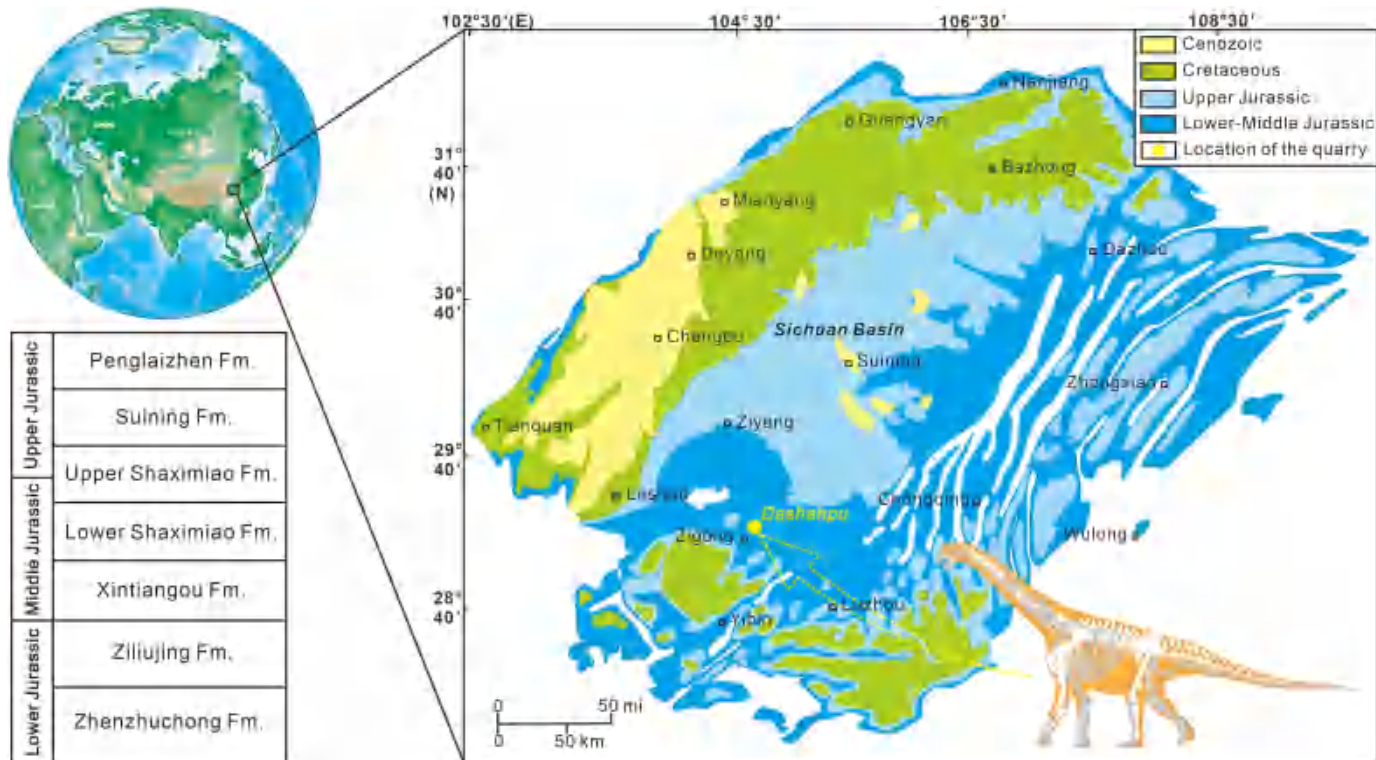 102°30'(E)
104°30'
106°30'
108°30'
Cenozoic
Cretaceous
Upper Jurassic
Lower-Middle Jurassic
Location of the quarry
31°
40'
(N)
30°
40'
29°
40'
28°
40'
Nanjiang
Bazhong
Mianyang
Deyang
Dazhou
Sichuan Basin
Suining
Zhongxian
Tianquan
Ziyang
Chongqing
Dashanpu
Zigong
Wulong
Luzhou
Yibin
0
50 mi
0
50 km
Upper Jurassic
Middle Jurassic
Lower Jurassic
Penglaizhen Fm.
Suining Fm.
Upper Shaximiao Fm.
Lower Shaximiao Fm.
Xintiangou Fm.
Ziliujing Fm.
Zhenzhuchong Fm.